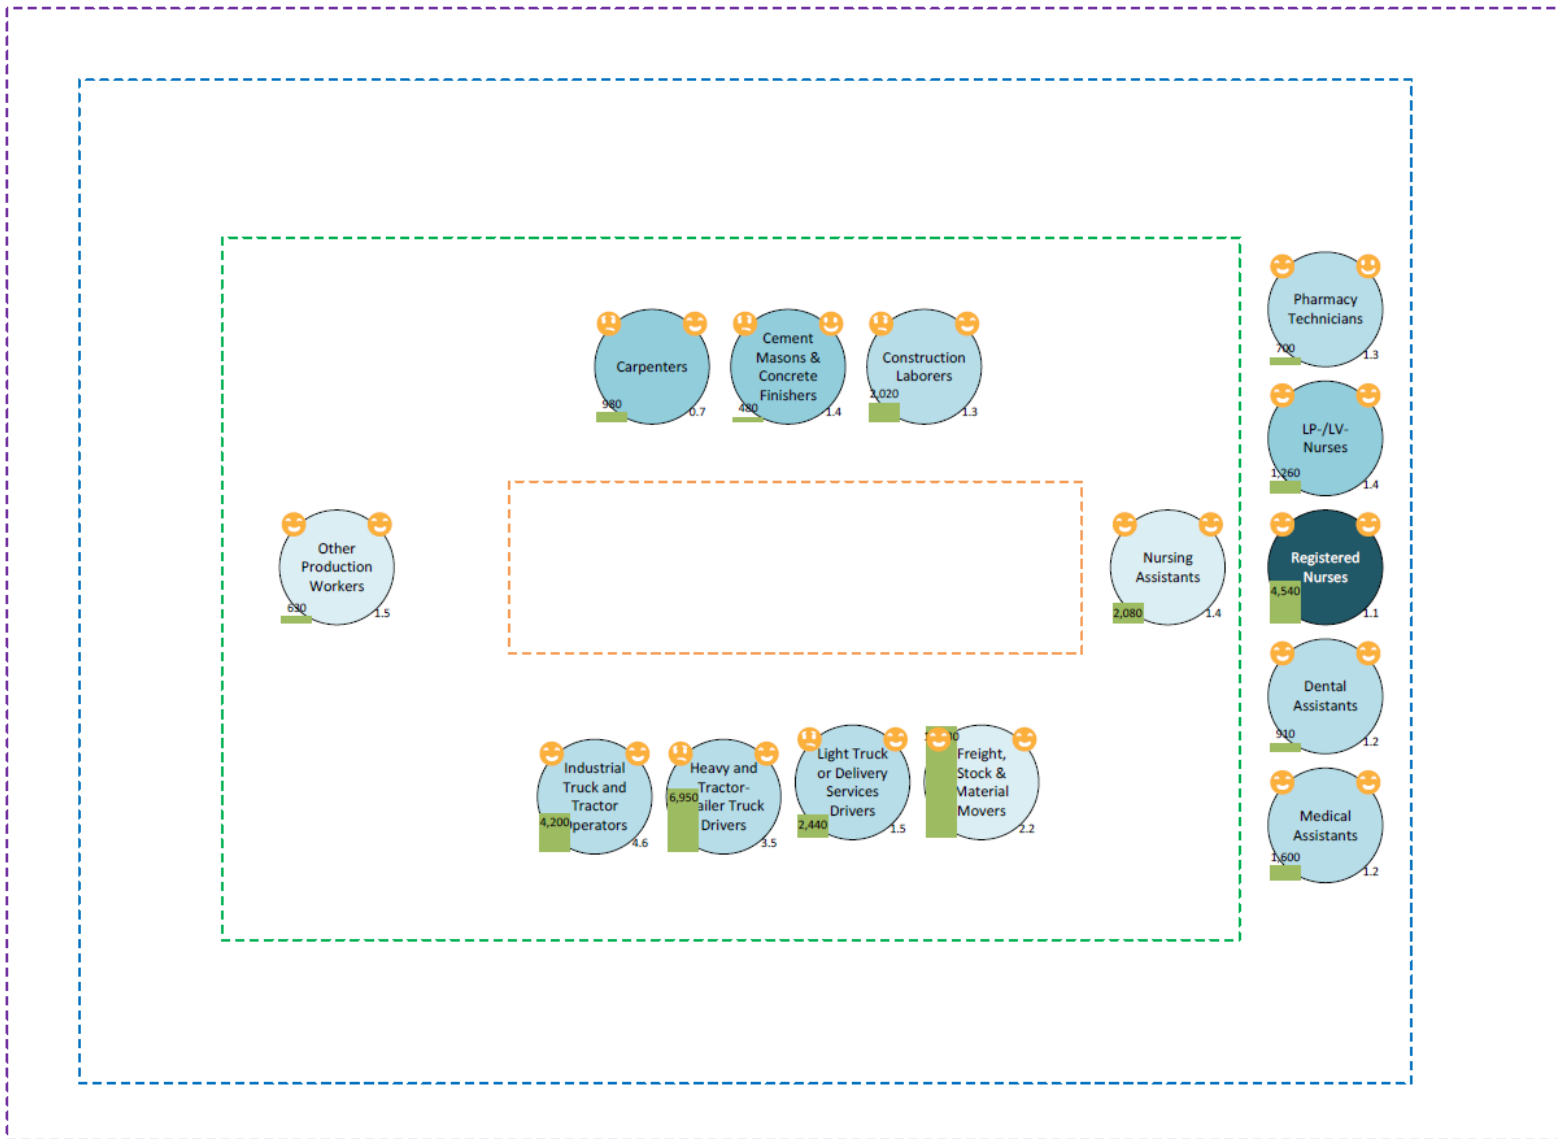 Pharmacy
Technicians
700
1.3
Carpenters
980
0.7
Cement
Masons &
Concrete
Finishers
480
1.4
Construction
Laborers
2,020
1.3
LP-/LV-
Nurses
1,260
1.4
Other
Production
Workers
630
1.5
Nursing
Assistants
2,080
1.4
Registered
Nurses
4,540
1.1
Dental
Assistants
910
1.2
Industrial
Truck and
Tractor
Operators
4,200
4.6
Heavy and
Tractor-
Truck
Drivers
6,950
3.5
Light Truck
or Delivery
Services
Drivers
2,440
1.5
Freight,
Stock &
Material
Movers
2.2
Medical
Assistants
1,600
1.2